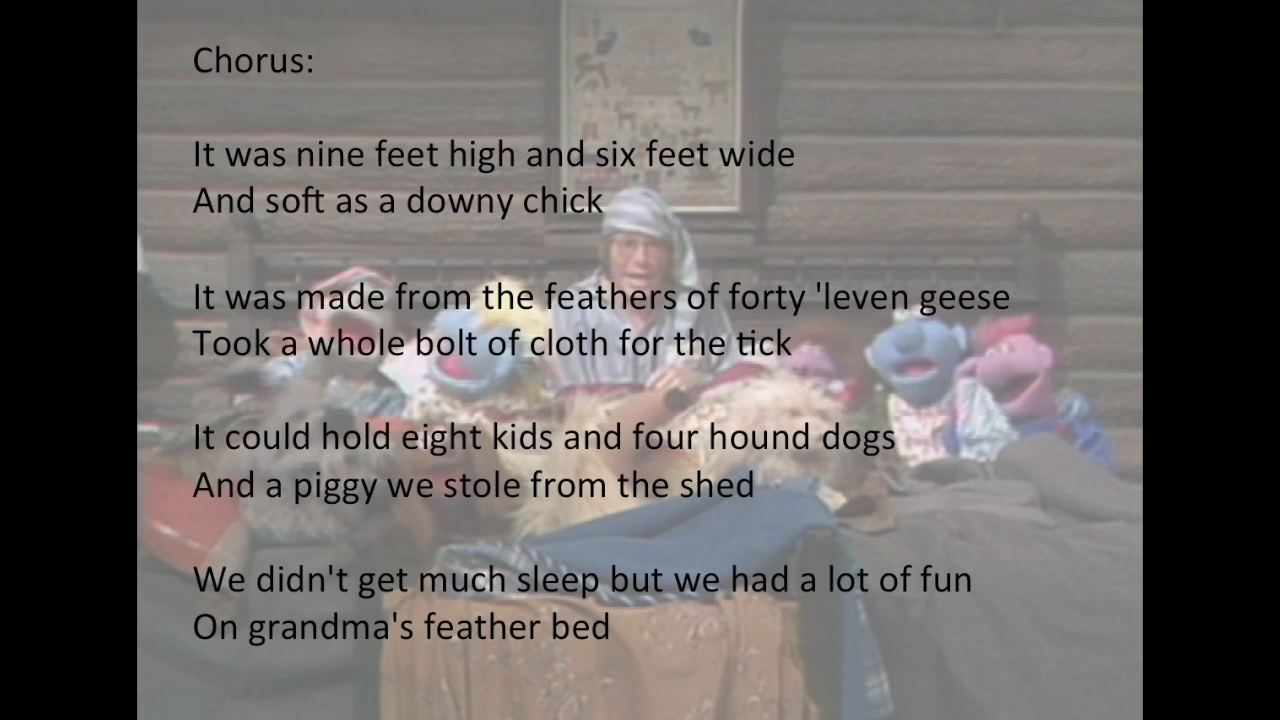 Chorus:
It was nine feet high and six feet wide
And soft as a downy chick
It was made from the feathers of forty 'leven geese
Took a whole bolt of cloth for the tick
It could hold eight kids and four hound dogs
And a piggy we stole from the shed
We didn't get much sleep but we had a lot of fun
On grandma's feather bed